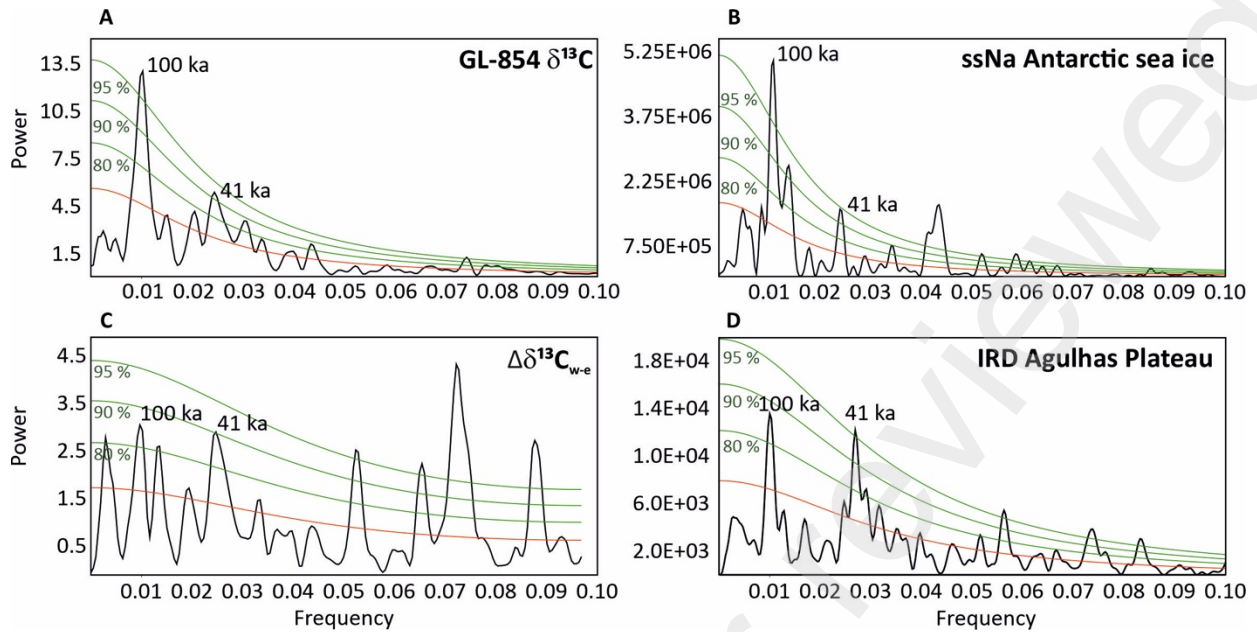 A
GL-854 δ¹³C
Power
13.5
10.5
7.5
4.5
1.5
95 %
90 %
80 %
100 ka
41 ka
0.01 0.02 0.03 0.04 0.05 0.06 0.07 0.08 0.09 0.10
B
ssNa Antarctic sea ice
5.25E+06
3.75E+06
2.25E+06
7.50E+05
95 %
90 %
80 %
100 ka
41 ka
0.01 0.02 0.03 0.04 0.05 0.06 0.07 0.08 0.09 0.10
C
Δδ¹³Cw-e
Power
4.5
3.5
2.5
1.5
0.5
95 %
90 %
80 %
100 ka
41 ka
0.01 0.02 0.03 0.04 0.05 0.06 0.07 0.08 0.09 0.10
Frequency
D
IRD Agulhas Plateau
1.8E+04
1.4E+04
1.0E+04
6.0E+03
2.0E+03
95 %
90 %
80 %
100 ka
41 ka
0.01 0.02 0.03 0.04 0.05 0.06 0.07 0.08 0.09 0.10
Frequency
f reviewed